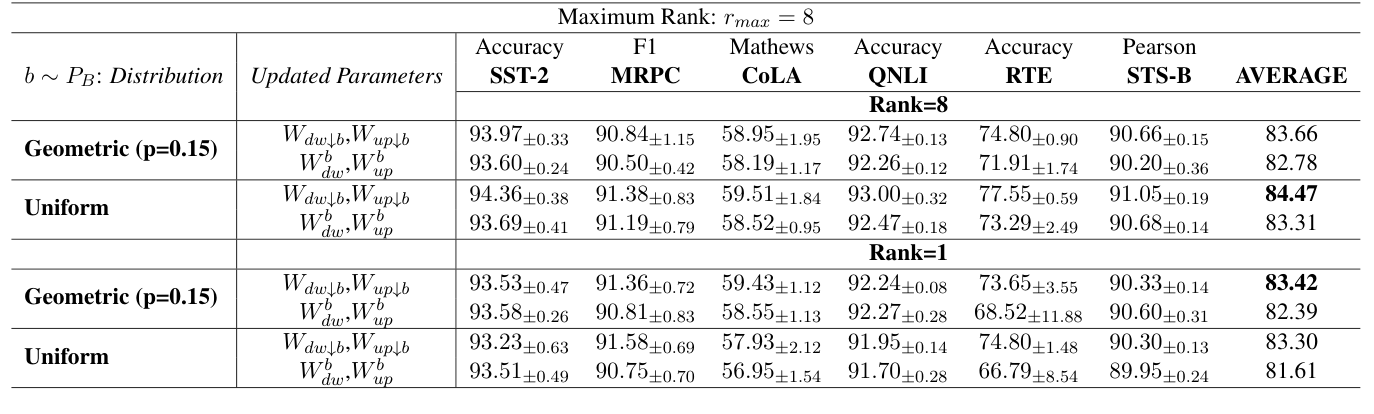 Maximum Rank: r_max = 8
Accuracy F1 Mathews Accuracy Accuracy Pearson
b ∼ P_B: Distribution Updated Parameters SST-2 MRPC CoLA QNLI RTE STS-B AVERAGE
Rank=8
Geometric (p=0.15) W_dw↓b,W_up↓b 93.97±0.33 90.84±1.15 58.95±1.95 92.74±0.13 74.80±0.90 90.66±0.15 83.66
W^b_dw,W^b_up 93.60±0.24 90.50±0.42 58.19±1.17 92.26±0.12 71.91±1.74 90.20±0.36 82.78
Uniform W_dw↓b,W_up↓b 94.36±0.38 91.38±0.83 59.51±1.84 93.00±0.32 77.55±0.59 91.05±0.19 84.47
W^b_dw,W^b_up 93.69±0.41 91.19±0.79 58.52±0.95 92.47±0.18 73.29±2.49 90.68±0.14 83.31
Rank=1
Geometric (p=0.15) W_dw↓b,W_up↓b 93.53±0.47 91.36±0.72 59.43±1.12 92.24±0.08 73.65±3.55 90.33±0.14 83.42
W^b_dw,W^b_up 93.58±0.26 90.81±0.83 58.55±1.13 92.27±0.28 68.52±11.88 90.60±0.31 82.39
Uniform W_dw↓b,W_up↓b 93.23±0.63 91.58±0.69 57.93±2.12 91.95±0.14 74.80±1.48 90.30±0.13 83.30
W^b_dw,W^b_up 93.51±0.49 90.75±0.70 56.95±1.54 91.70±0.28 66.79±8.54 89.95±0.24 81.61